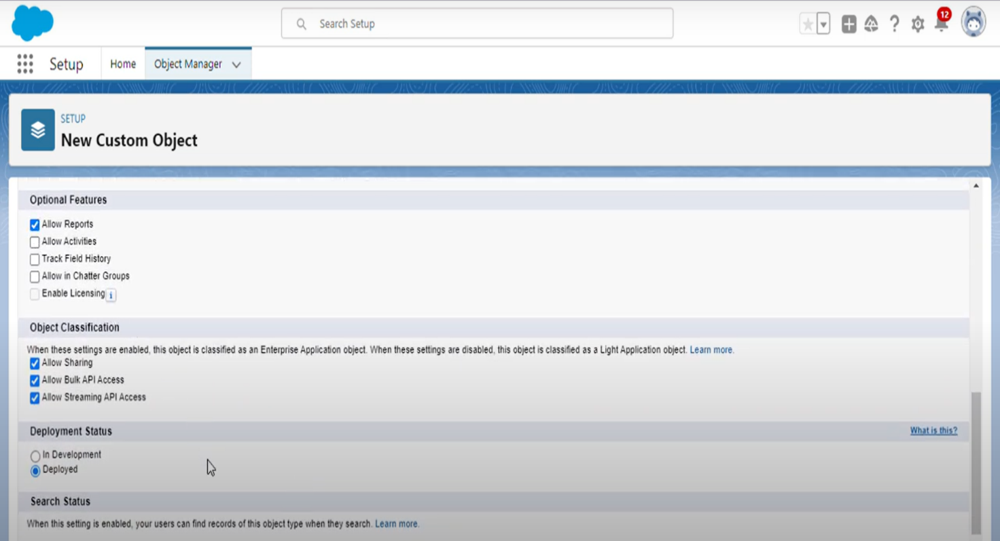 Search Setup
12
Setup
Home
Object Manager
SETUP
New Custom Object
Optional Features
Allow Reports
Allow Activities
Track Field History
Allow in Chatter Groups
Enable Licensing i
Object Classification
When these settings are enabled, this object is classified as an Enterprise Application object. When these settings are disabled, this object is classified as a Light Application object. Learn more.
Allow Sharing
Allow Bulk API Access
Allow Streaming API Access
Deployment Status
What is this?
In Development
Deployed
Search Status
When this setting is enabled, your users can find records of this object type when they search. Learn more.